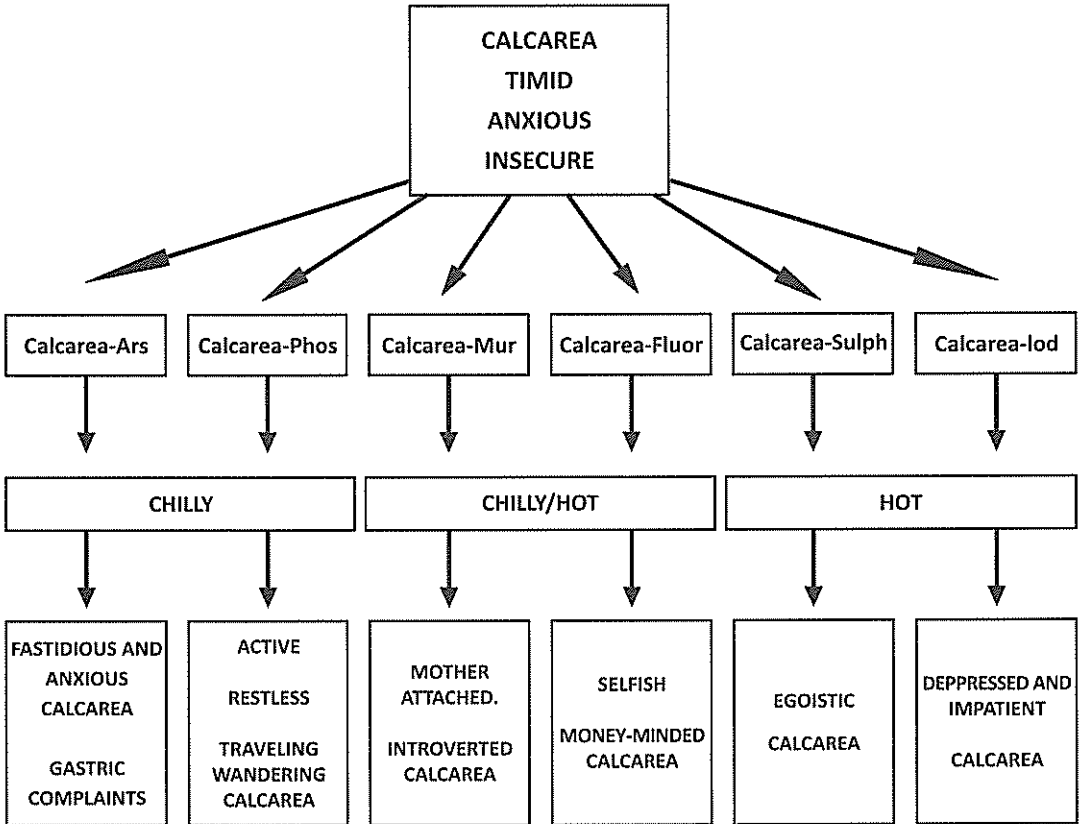 CALCAREA
TIMID
ANXIOUS
INSECURE
Calcarea-Ars
Calcarea-Phos
Calcarea-Mur
Calcarea-Fluor
Calcarea-Sulph
Calcarea-Iod
CHILLY
CHILLY/HOT
HOT
FASTIDIOUS AND
ANXIOUS
CALCAREA
GASTRIC
COMPLAINTS
ACTIVE
RESTLESS
TRAVELING
WANDERING
CALCAREA
MOTHER
ATTACHED.
INTROVERTED
CALCAREA
SELFISH
MONEY-MINDED
CALCAREA
EGOISTIC
CALCAREA
DEPPRESSED AND
IMPATIENT
CALCAREA